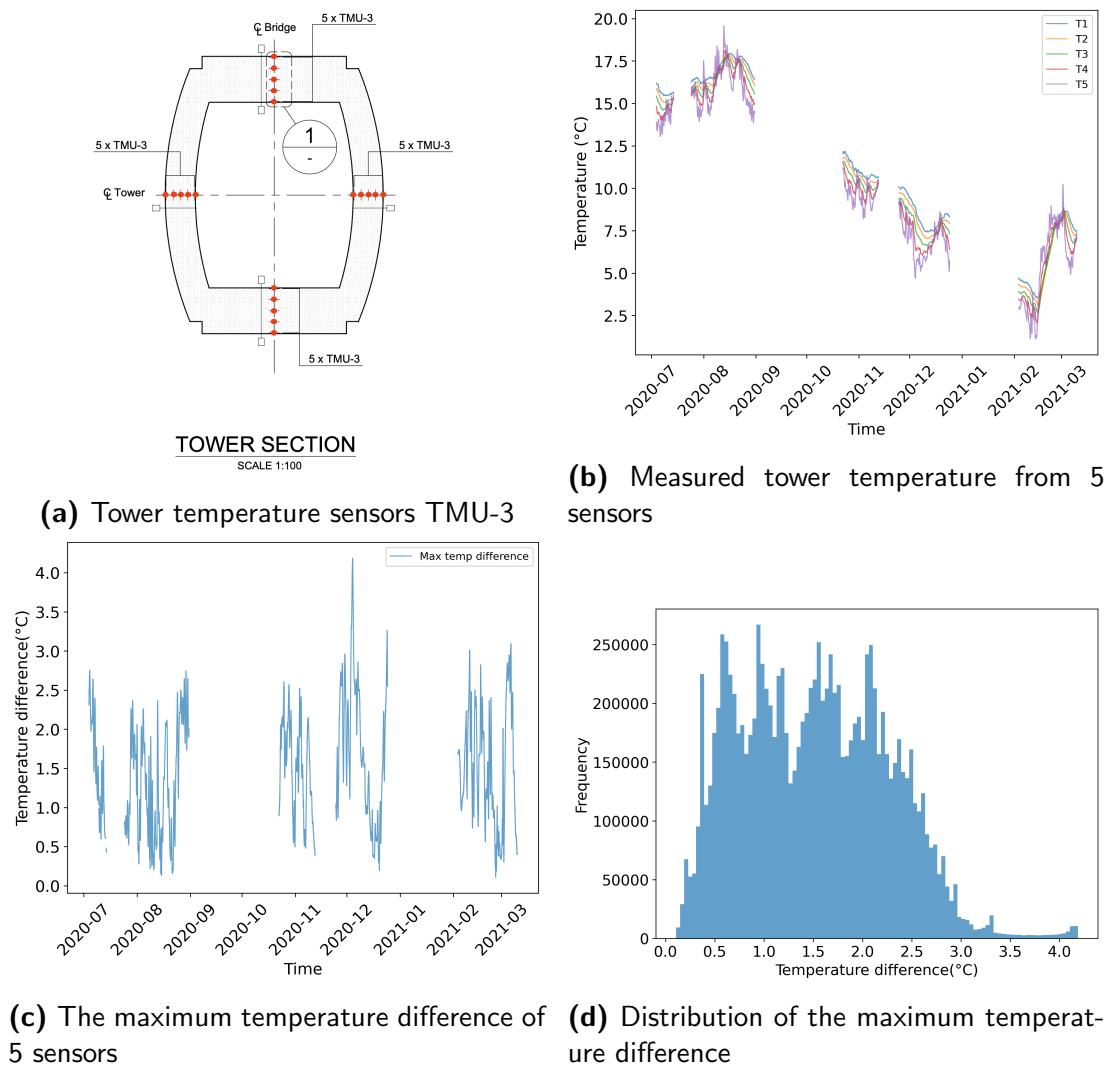 ℄ Bridge
5 x TMU-3
1
-
5 x TMU-3
5 x TMU-3
℄ Tower
5 x TMU-3
TOWER SECTION
SCALE 1:100
(a) Tower temperature sensors TMU-3
20.0
17.5
15.0
12.5
10.0
7.5
5.0
2.5
Temperature (°C)
T1
T2
T3
T4
T5
2020-07
2020-08
2020-09
2020-10
2020-11
2020-12
2021-01
2021-02
2021-03
Time
(b) Measured tower temperature from 5
sensors
4.0
3.5
3.0
2.5
2.0
1.5
1.0
0.5
0.0
Temperature difference(°C)
Max temp difference
2020-07
2020-08
2020-09
2020-10
2020-11
2020-12
2021-01
2021-02
2021-03
Time
(c) The maximum temperature difference of
5 sensors
250000
200000
150000
100000
50000
0
Frequency
0.0 0.5 1.0 1.5 2.0 2.5 3.0 3.5 4.0
Temperature difference(°C)
(d) Distribution of the maximum temperat-
ure difference